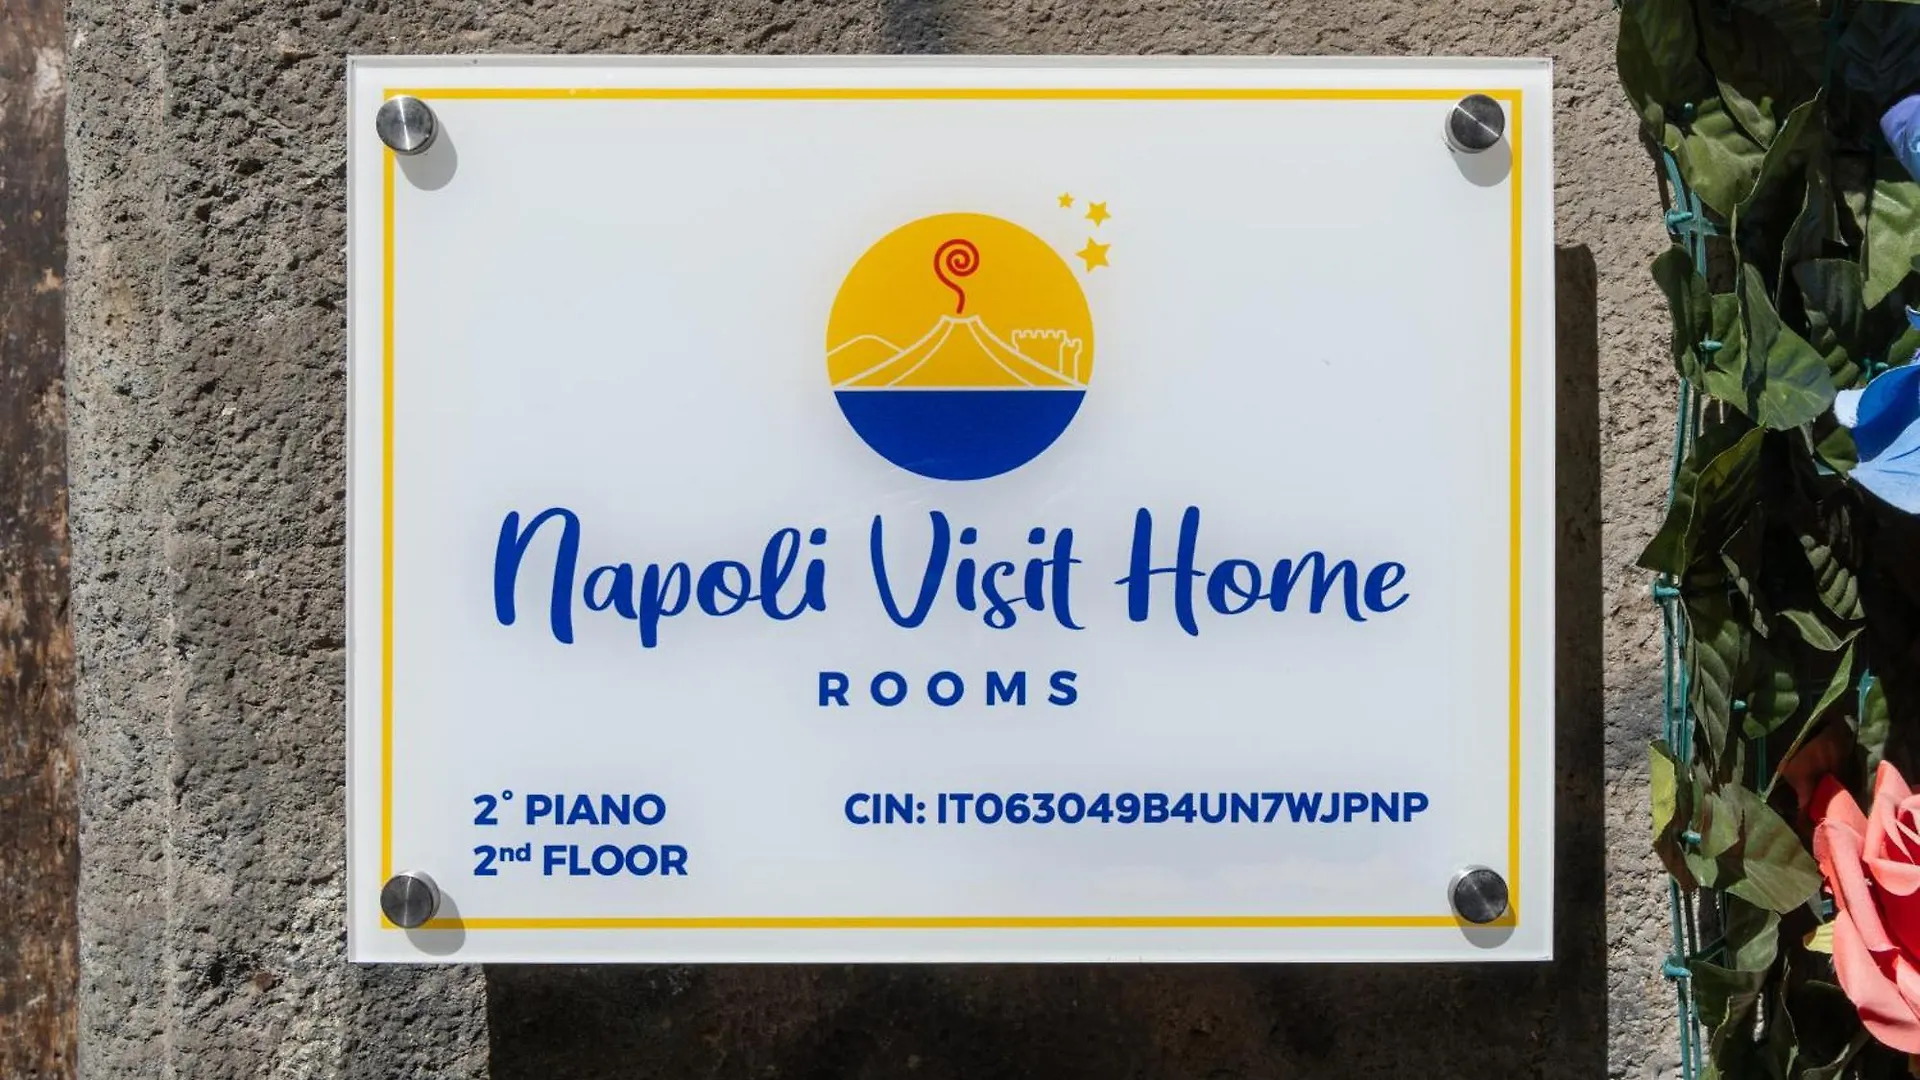 Napoli Visit Home
ROOMS
2° PIANO
2nd FLOOR
CIN: IT063049B4UN7WJPNP